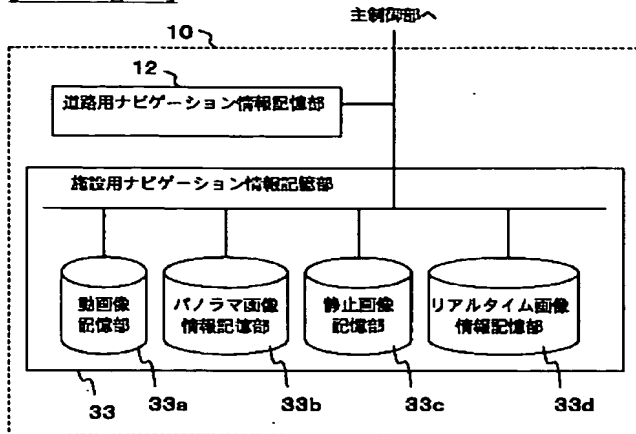 主制御部へ
10
12
道路用ナビゲーション情報記憶部
施設用ナビゲーション情報記憶部
動画像
記憶部
パノラマ画像
情報記憶部
静止画像
記憶部
リアルタイム画像
情報記憶部
33
33a
33b
33c
33d